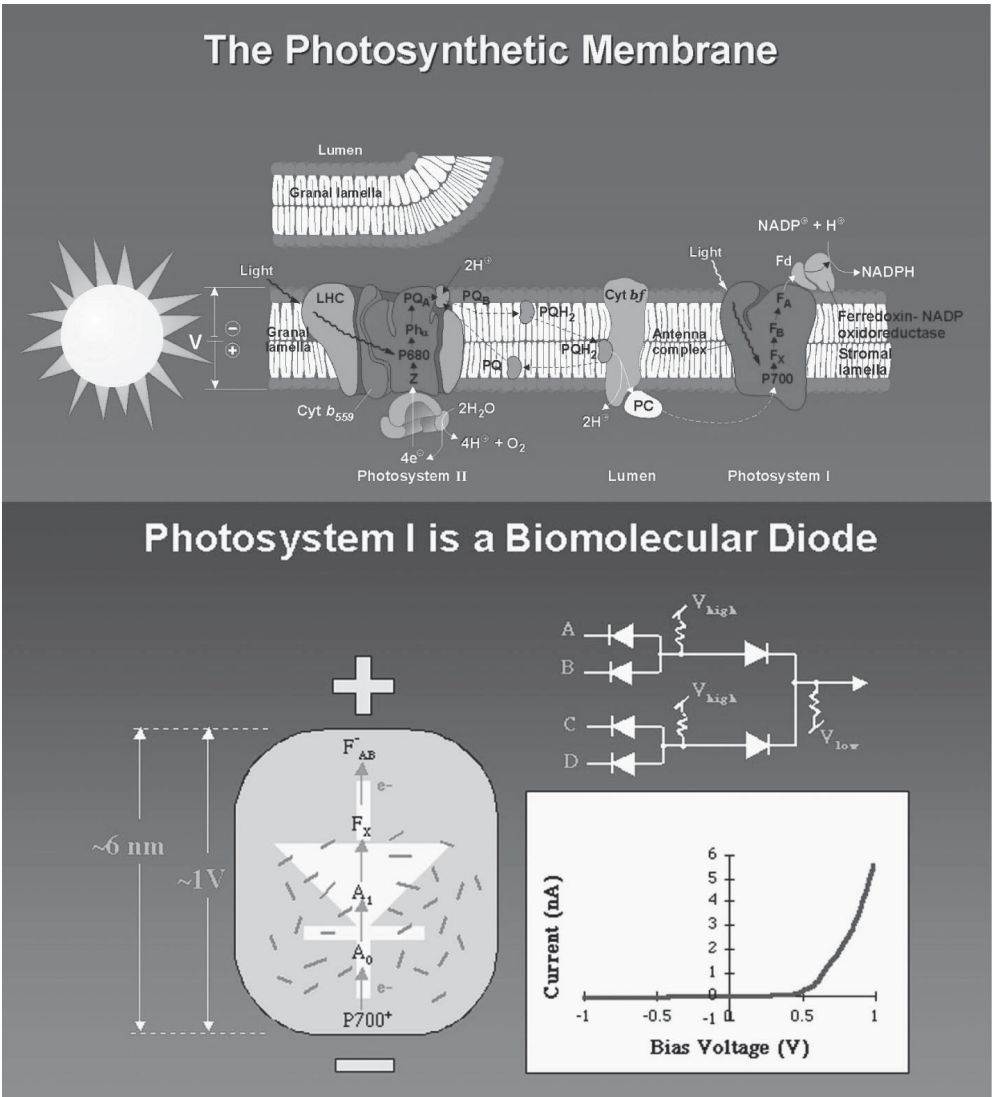 The Photosynthetic Membrane
Lumen
Granal lamella
NADP⊕ + H⊕
Light
Fd
NADPH
2H⊕
Light
LHC
PQA
PQB
PQH2
Cyt bf
FA
Ferredoxin- NADP
oxidoreductase
V
⊖
⊕
Granal
lamella
P680
PQH2
Antenna
complex
FB
FX
Stromal
lamella
PQ
Z
P700
Cyt b559
2H2O
PC
2H⊕
4H⊕ + O2
4e⊖
Photosystem II
Lumen
Photosystem I
Photosystem I is a Biomolecular Diode
Vhigh
A
B
Vhigh
C
D
Vlow
+
F-AB
e-
FX
~6 nm
~1V
A1
A0
e-
P700+
Current (nA)
6
5
4
3
2
1
0
-1
-1
-0.5
0.5
1
Bias Voltage (V)